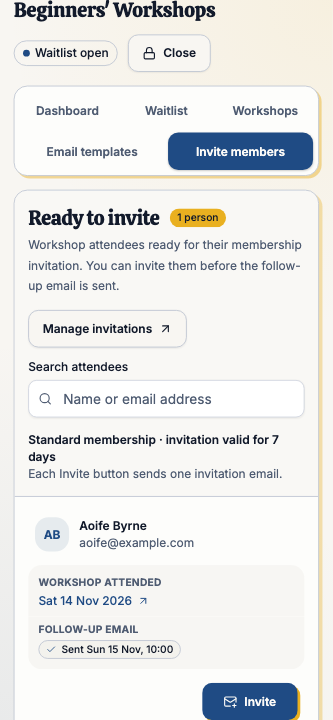 Beginners' Workshops
Waitlist open
Close
Dashboard
Waitlist
Workshops
Email templates
Invite members
Ready to invite
1 person
Workshop attendees ready for their membership
invitation. You can invite them before the follow-
up email is sent.
Manage invitations
Search attendees
Name or email address
Standard membership · invitation valid for 7
days
Each Invite button sends one invitation email.
AB
Aoife Byrne
aoife@example.com
WORKSHOP ATTENDED
Sat 14 Nov 2026
FOLLOW-UP EMAIL
Sent Sun 15 Nov, 10:00
Invite